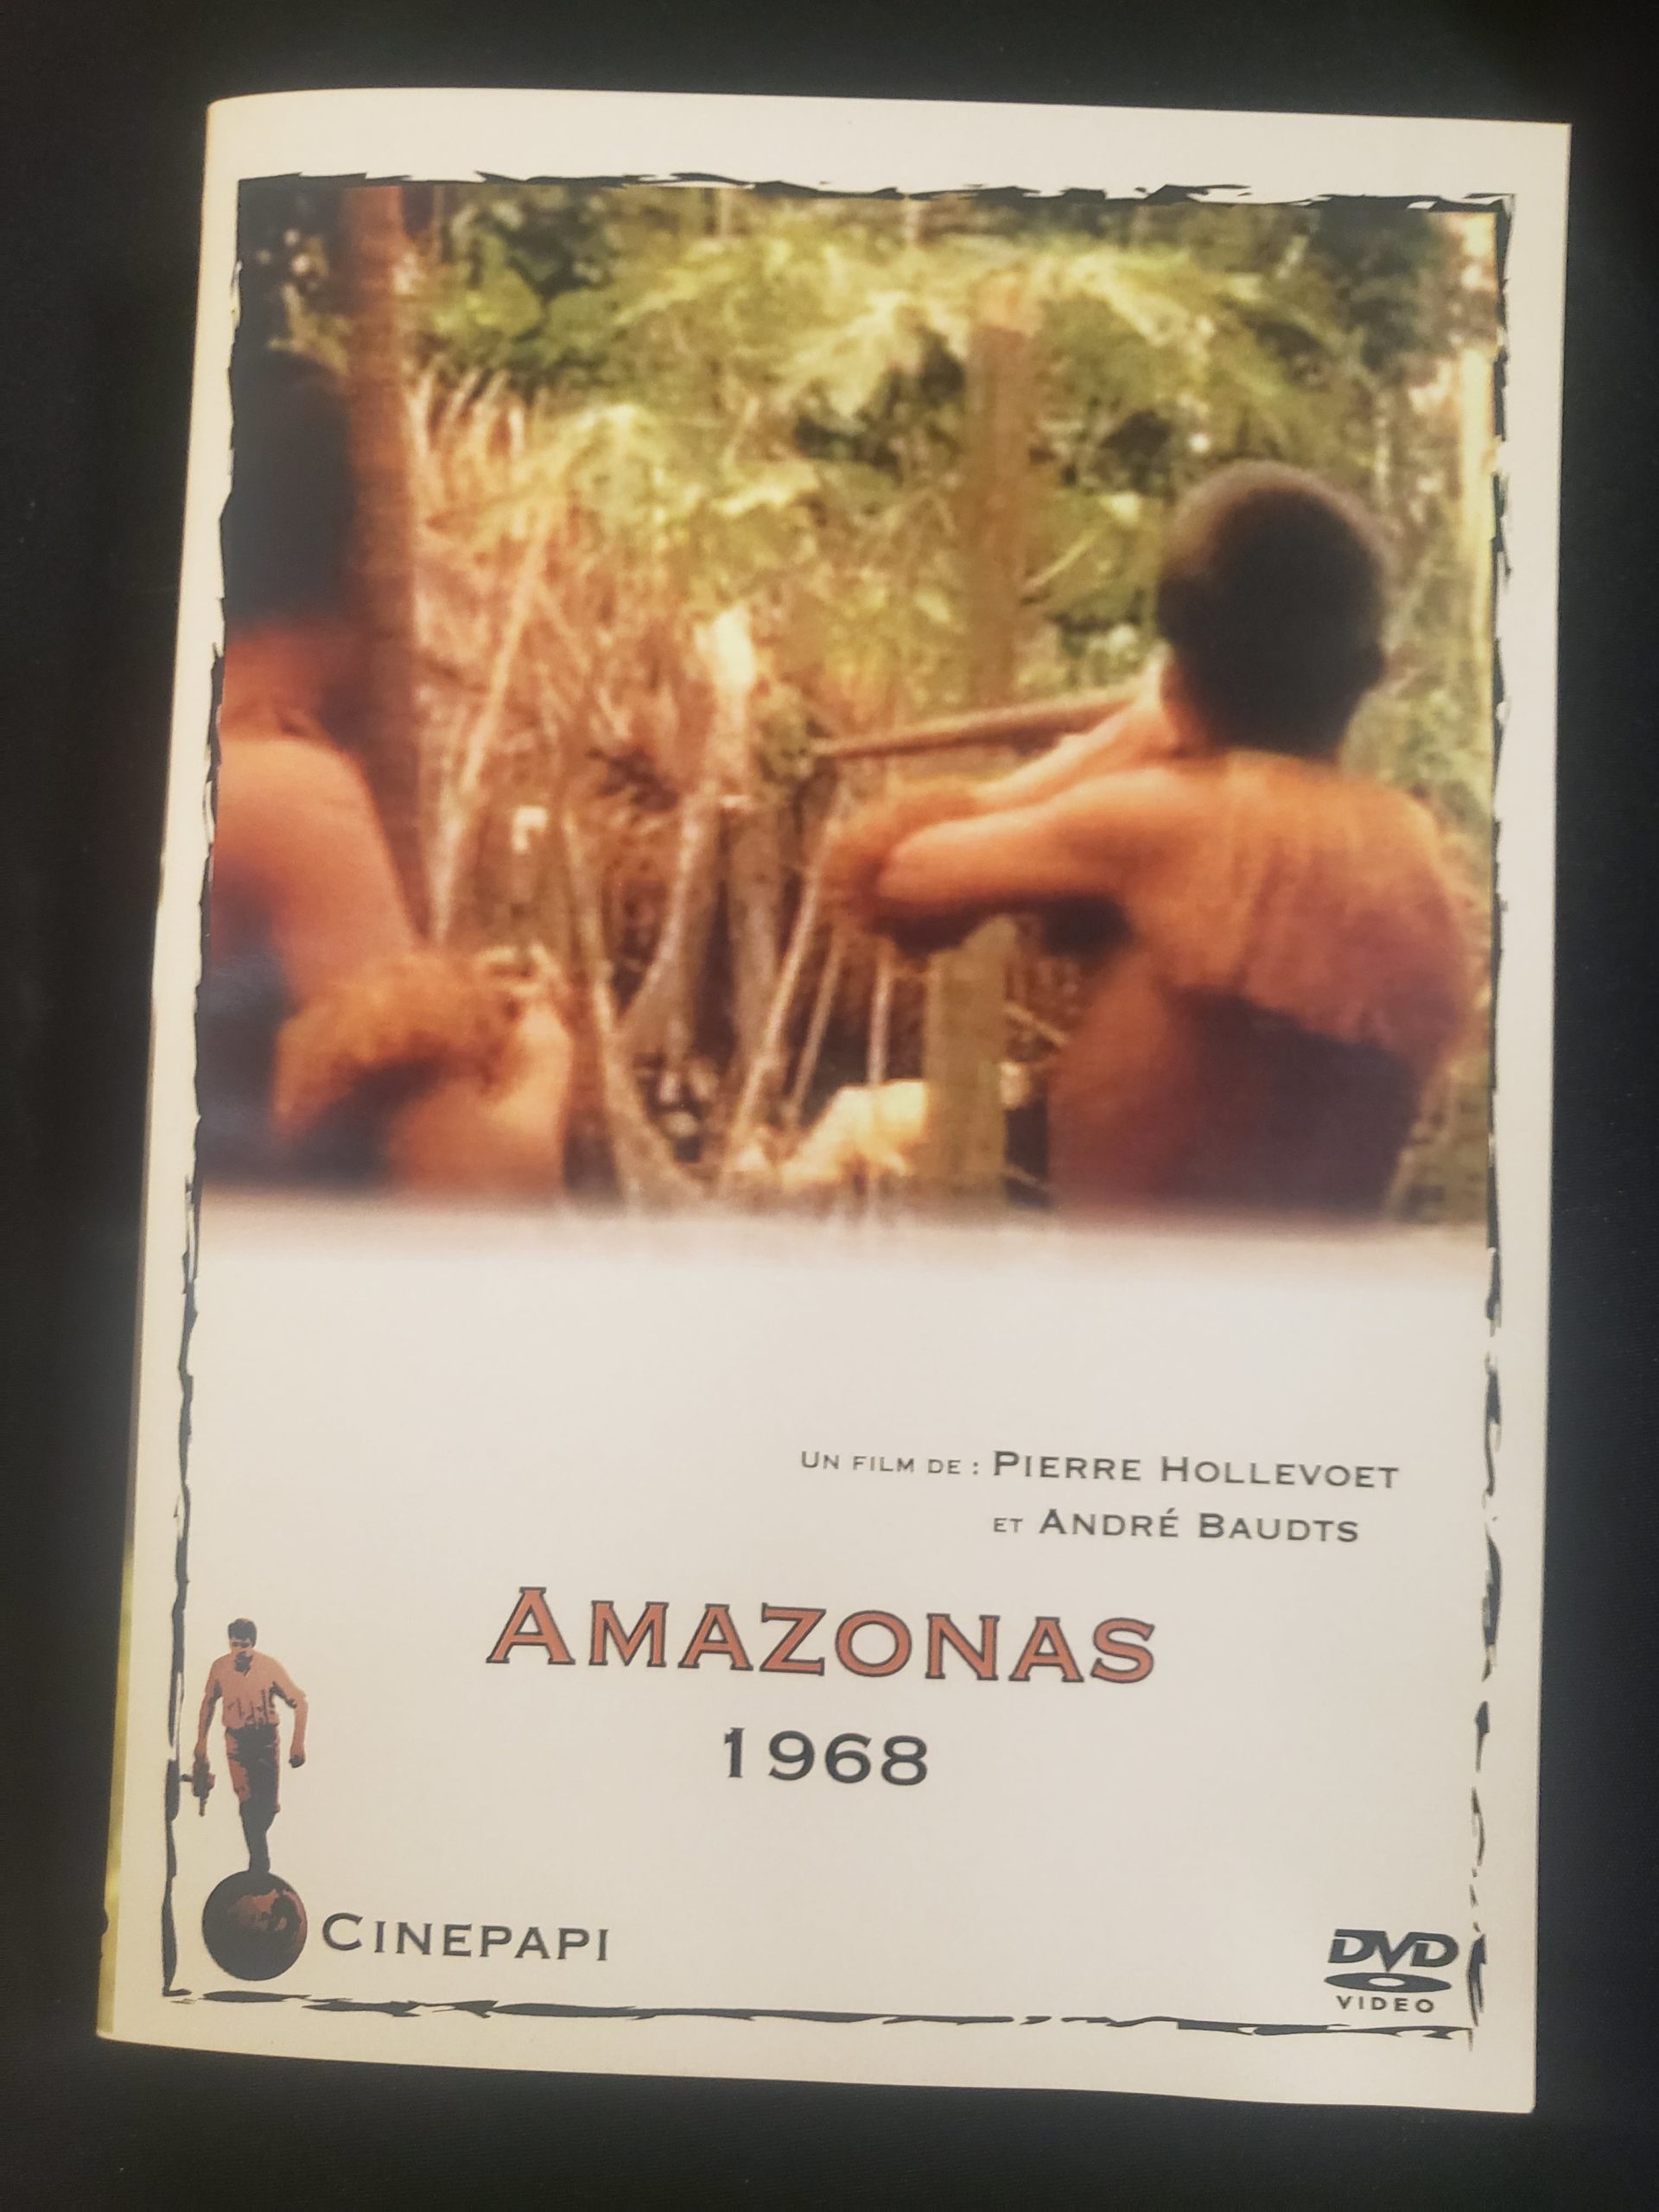 Un film de : Pierre Hollevoet
et André Baudts
Amazonas
1968
Cinepapi
DVD
VIDEO